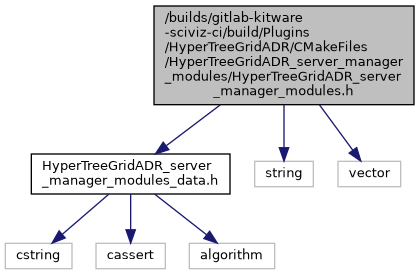 /builds/gitlab-kitware
-sciviz-ci/build/Plugins
/HyperTreeGridADR/CMakeFiles
/HyperTreeGridADR_server_manager
_modules/HyperTreeGridADR_server
_manager_modules.h
HyperTreeGridADR_server
_manager_modules_data.h
string
vector
cstring
cassert
algorithm